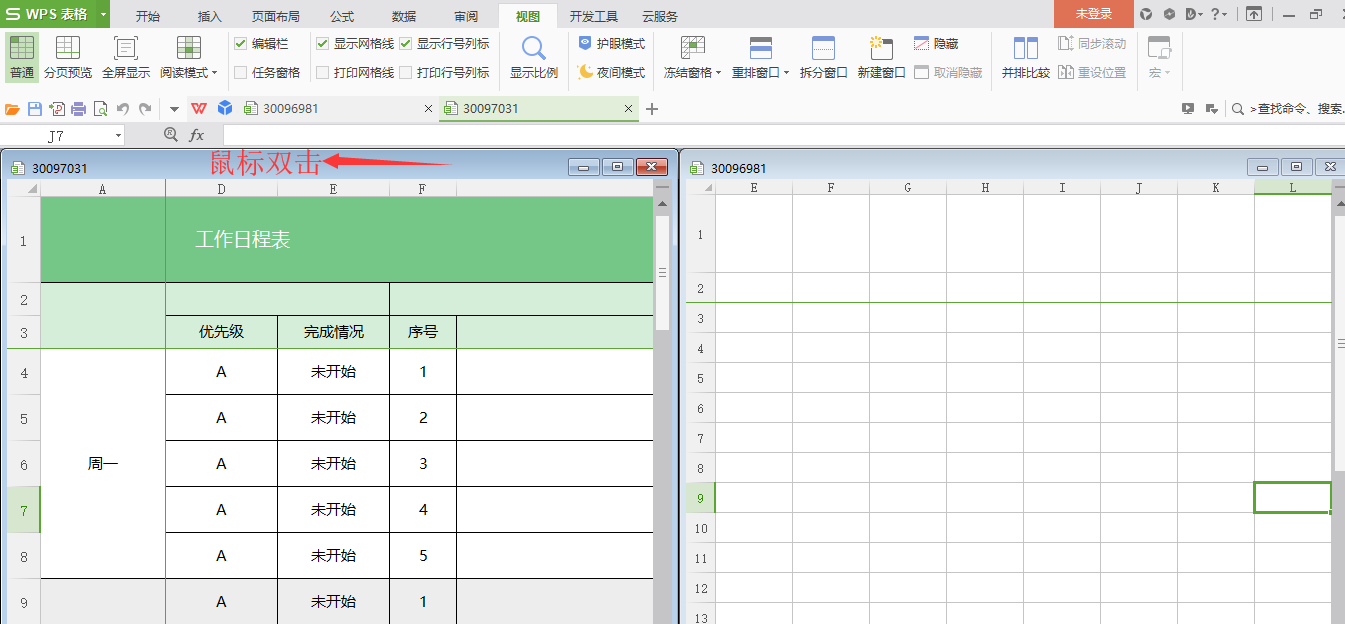 WPS 表格 开始 插入 页面布局 公式 数据 审阅 视图 开发工具 云服务 未登录
编辑栏 显示网格线 显示行号列标 护眼模式 隐藏 同步滚动
普通 分页预览 全屏显示 阅读模式 任务窗格 打印网格线 打印行号列标 显示比例 夜间模式 冻结窗格 重排窗口 拆分窗口 新建窗口 取消隐藏 并排比较 重设位置 宏
30096981 30097031 >查找命令、搜索.
J7 fx
30097031 鼠标双击 30096981
A D E F
E F G H I J K L
1 工作日程表
2
3 优先级 完成情况 序号
4 A 未开始 1
5 A 未开始 2
6 周一 A 未开始 3
7 A 未开始 4
8 A 未开始 5
9 A 未开始 1
1
2
3
4
5
6
7
8
9
10
11
12
13